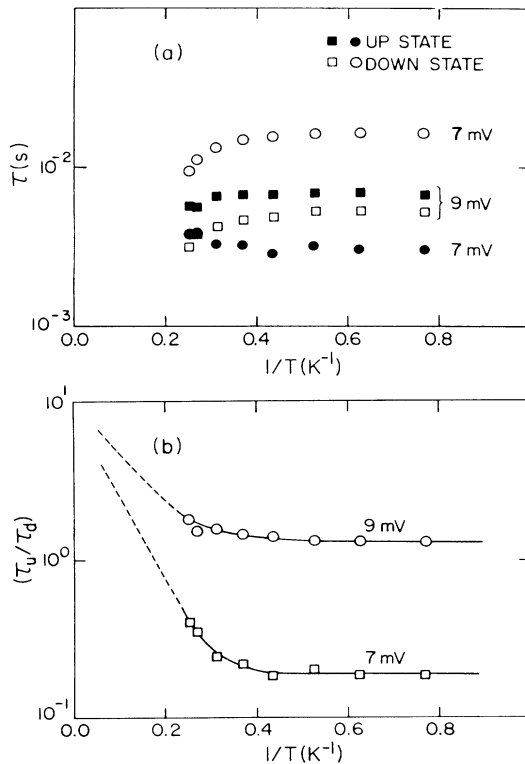 (a)
■ ● UP STATE
□ ○ DOWN STATE
τ(s)
10⁻²
10⁻³
7 mV
9 mV
7 mV
0.0 0.2 0.4 0.6 0.8
1/T(K⁻¹)
(b)
(τᵤ/τ_d)
10¹
10⁰
10⁻¹
9 mV
7 mV
0.0 0.2 0.4 0.6 0.8
1/T(K⁻¹)